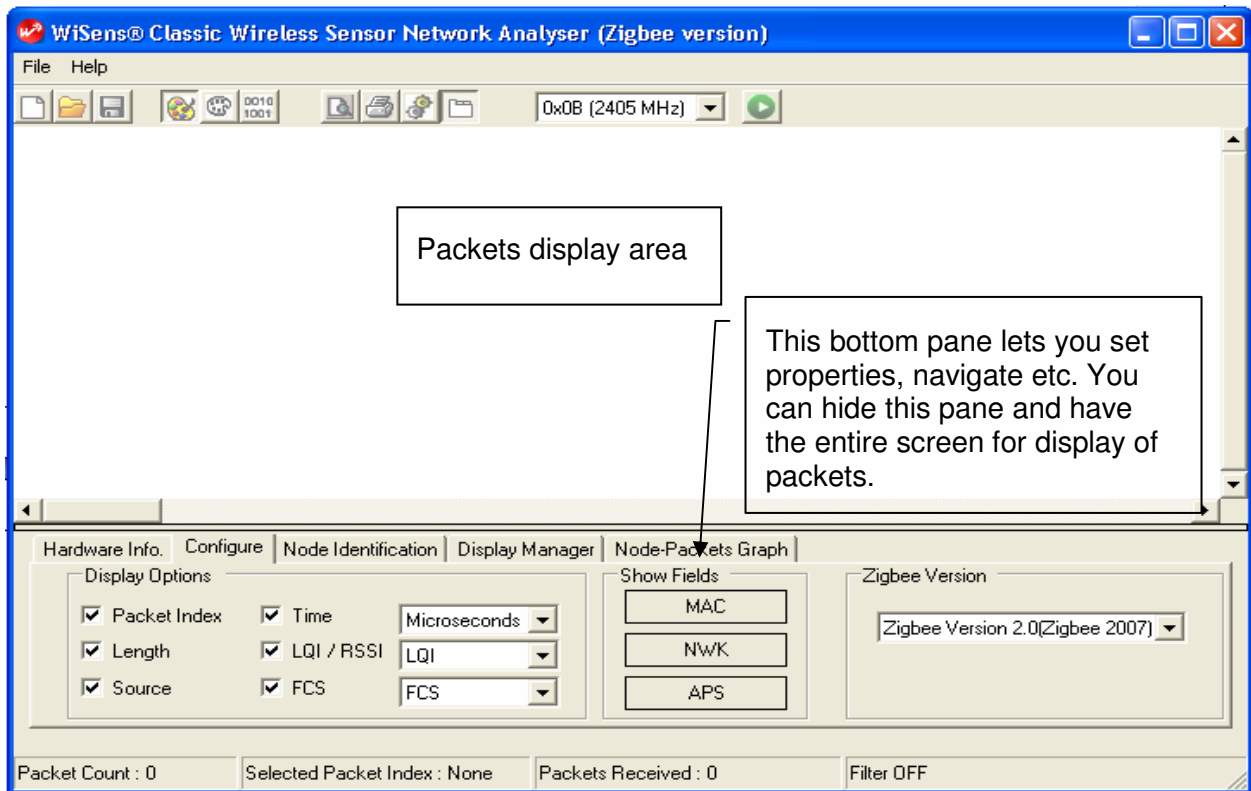 WiSens® Classic Wireless Sensor Network Analyser (Zigbee version)
File Help
0010
1001
0x0B (2405 MHz)
Packets display area
This bottom pane lets you set
properties, navigate etc. You
can hide this pane and have
the entire screen for display of
packets.
Hardware Info. Configure Node Identification Display Manager Node-Packets Graph
Display Options Show Fields Zigbee Version
Packet Index Time Microseconds MAC
Zigbee Version 2.0(Zigbee 2007)
Length LQI / RSSI LQI NWK
Source FCS FCS APS
Packet Count : 0 Selected Packet Index : None Packets Received : 0 Filter OFF